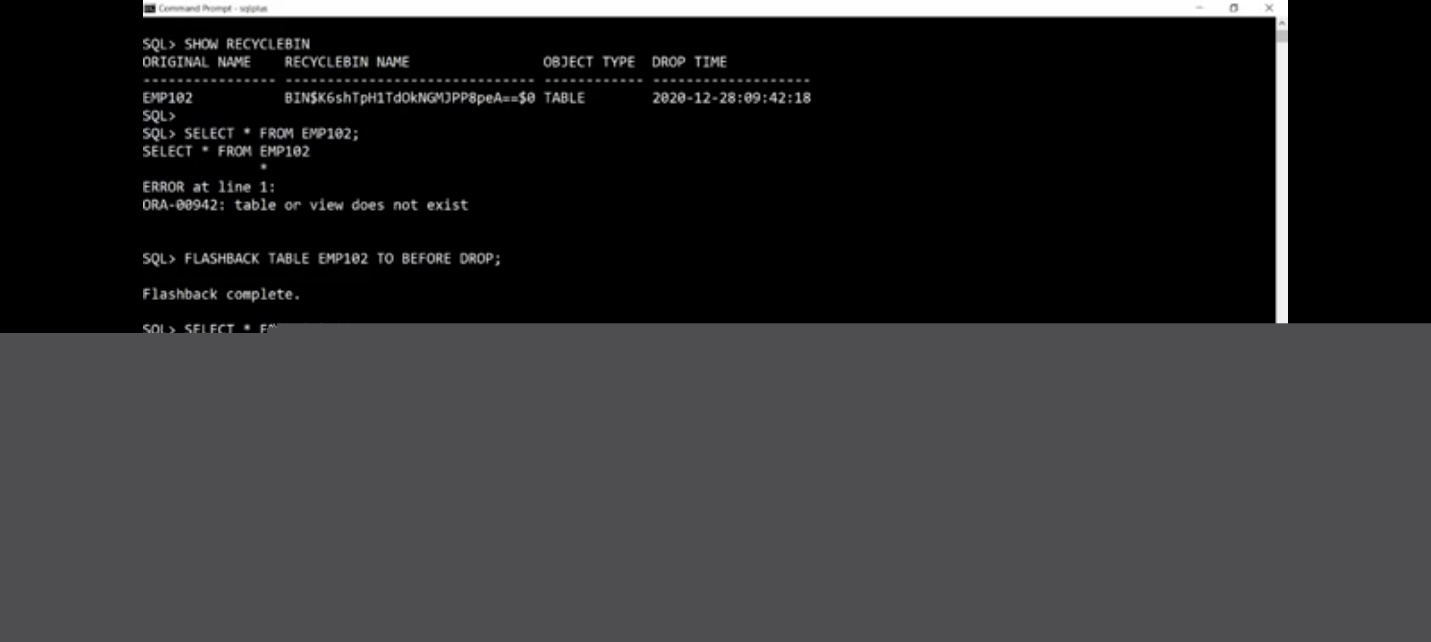 Command Prompt - sqlplus
SQL> SHOW RECYCLEBIN
ORIGINAL NAME    RECYCLEBIN NAME                OBJECT TYPE  DROP TIME
---------------- ------------------------------ ------------ -------------------
EMP102           BIN$K6shTpH1TdOkNGMJPP8peA==$0 TABLE        2020-12-28:09:42:18
SQL>
SQL> SELECT * FROM EMP102;
SELECT * FROM EMP102
              *
ERROR at line 1:
ORA-00942: table or view does not exist
SQL> FLASHBACK TABLE EMP102 TO BEFORE DROP;
Flashback complete.
SQL> SELECT *